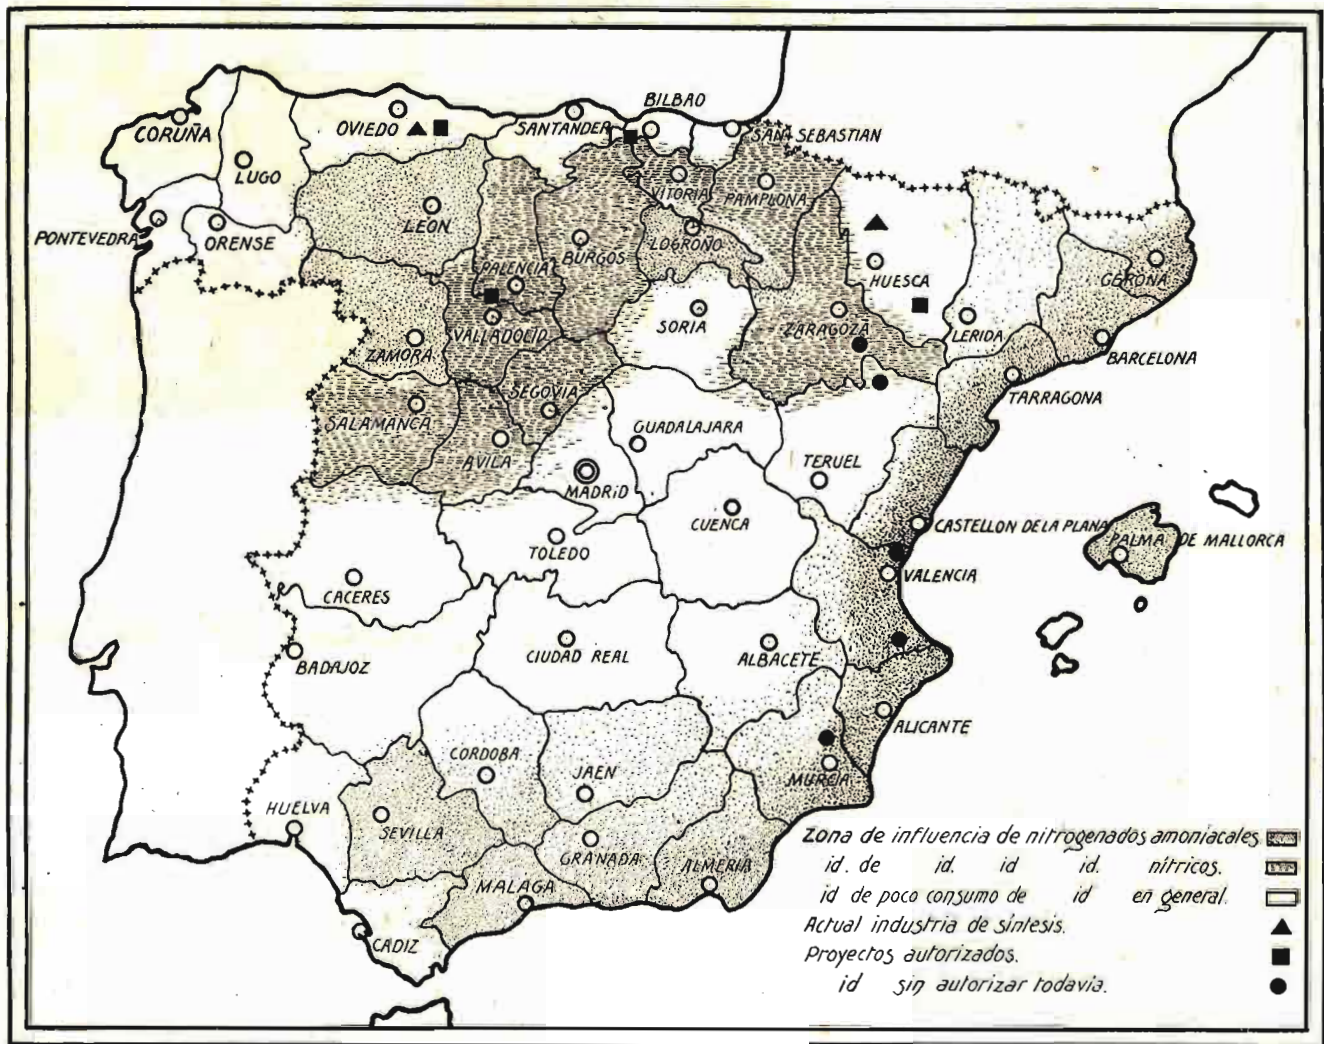 BILBAO
CORUÑA
OVIEDO
SANTANDER
SAN SEBASTIAN
LUGO
VITORIA
PAMPLONA
LEON
PONTEVEDRA
ORENSE
BURGOS
LOGROÑO
PALENCIA
HUESCA
GERONA
SORIA
ZARAGOZA
LERIDA
VALLADOLID
ZAMORA
BARCELONA
SEGOVIA
TARRAGONA
SALAMANCA
GUADALAJARA
AVILA
TERUEL
MADRID
CUENCA
CASTELLON DE LA PLANA
PALMA DE MALLORCA
TOLEDO
VALENCIA
CACERES
CIUDAD REAL
ALBACETE
BADAJOZ
ALICANTE
CORDOBA
JAEN
MURCIA
HUELVA
SEVILLA
GRANADA
ALMERIA
MALAGA
CADIZ
Zona de influencia de nitrogenados amoniacales.
id. de id. id id. nítricos.
id de poco consumo de id en general.
Actual industria de síntesis.
Proyectos autorizados.
id sin autorizar todavía.